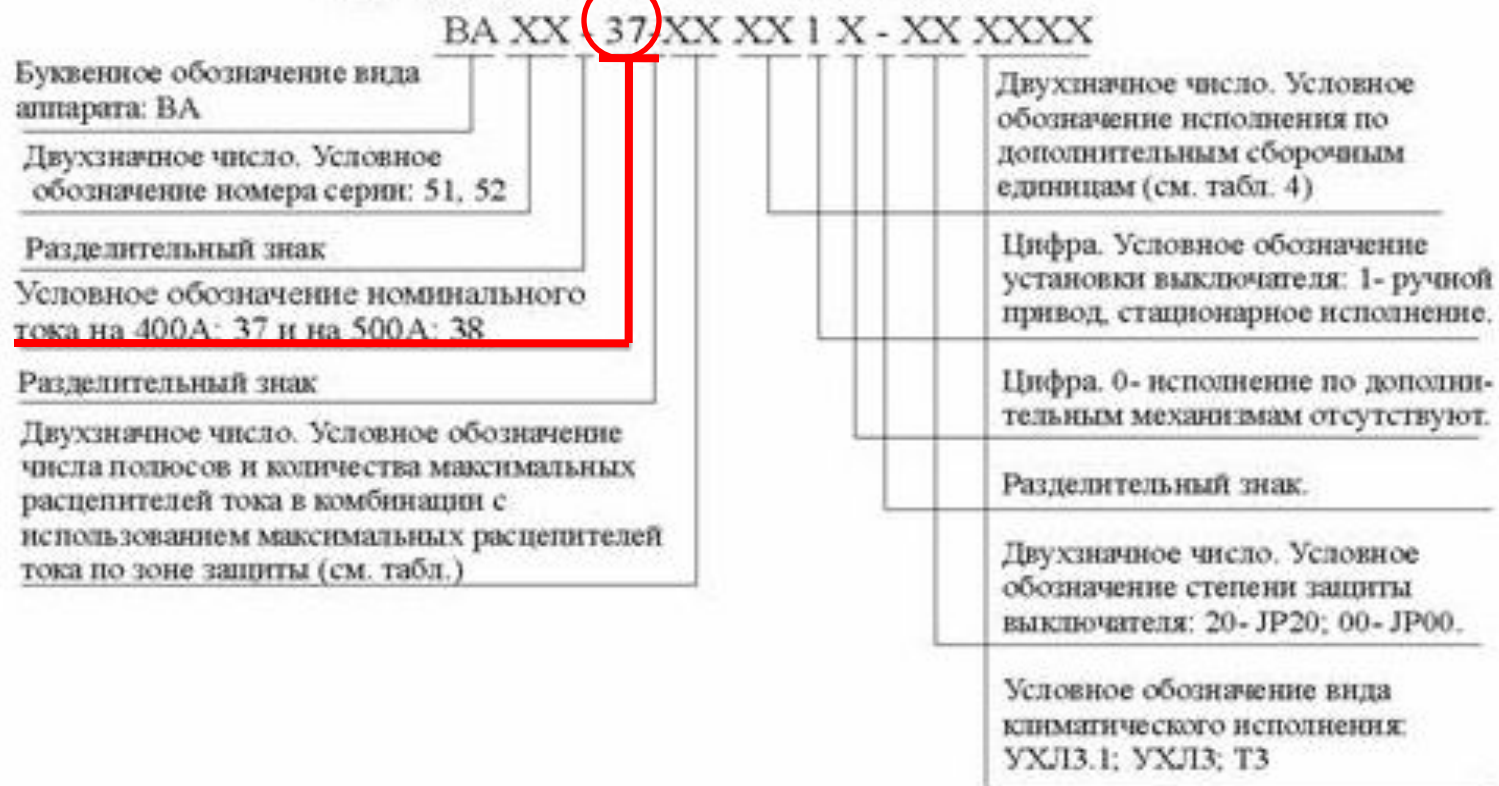 ВА ХХ - 37-ХХ ХХ 1 Х - ХХ ХХХХ
Буквенное обозначение вида
аппарата: ВА
Двухзначное число. Условное
обозначение номера серии: 51, 52
Разделительный знак
Условное обозначение номинального
тока на 400А: 37 и на 500А: 38
Разделительный знак
Двухзначное число. Условное обозначение
числа полюсов и количества максимальных
расцепителей тока в комбинации с
использованием максимальных расцепителей
тока по зоне защиты (см. табл.)
Двухзначное число. Условное
обозначение исполнения по
дополнительным сборочным
единицам (см. табл. 4)
Цифра. Условное обозначение
установки выключателя: 1- ручной
привод, стационарное исполнение.
Цифра. 0- исполнение по дополни-
тельным механизмам отсутствуют.
Разделительный знак.
Двухзначное число. Условное
обозначение степени защиты
выключателя: 20- JP20; 00- JP00.
Условное обозначение вида
климатического исполнения:
УХЛ3.1; УХЛ3; Т3